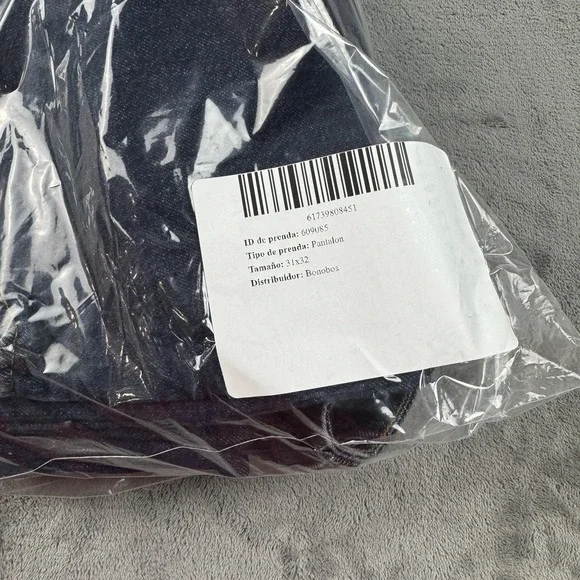 61739808451
ID de prenda: 609085
Tipo de prenda: Pantalon
Tamaño: 31x32
Distribuidor: Bonobos